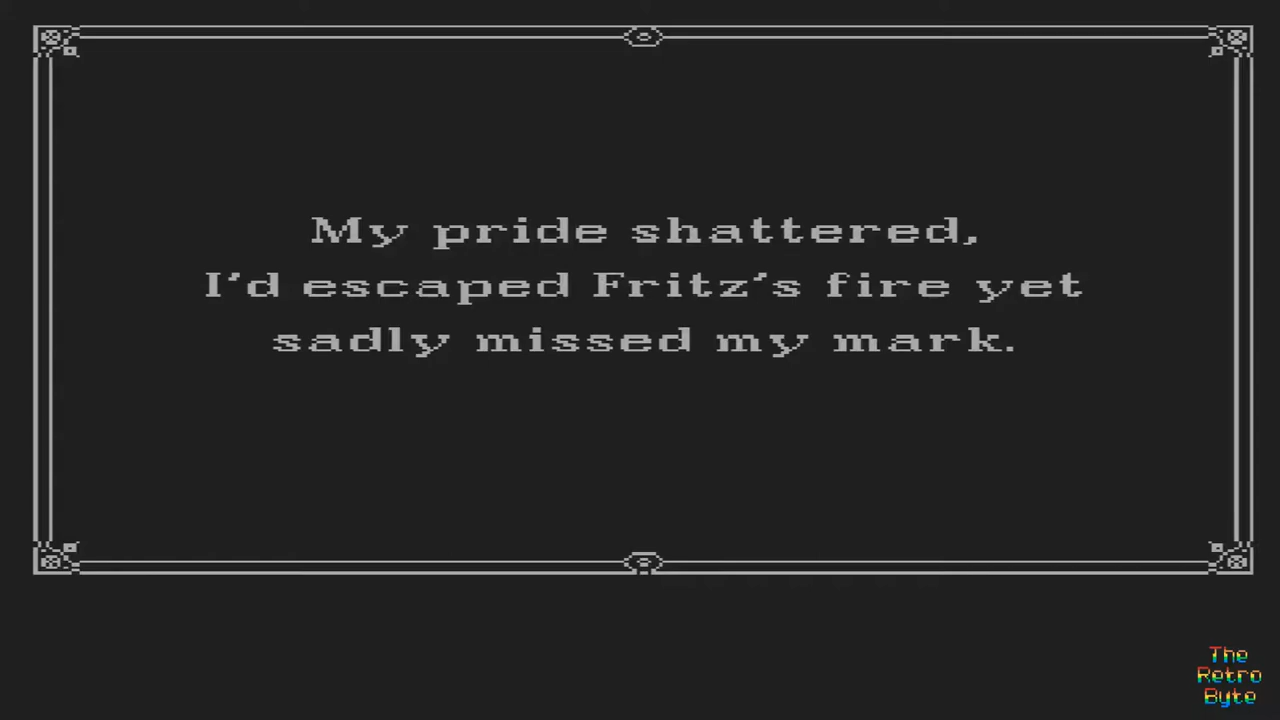 My pride shattered,
I'd escaped Fritz's fire yet
sadly missed my mark.
The
Retro
Byte